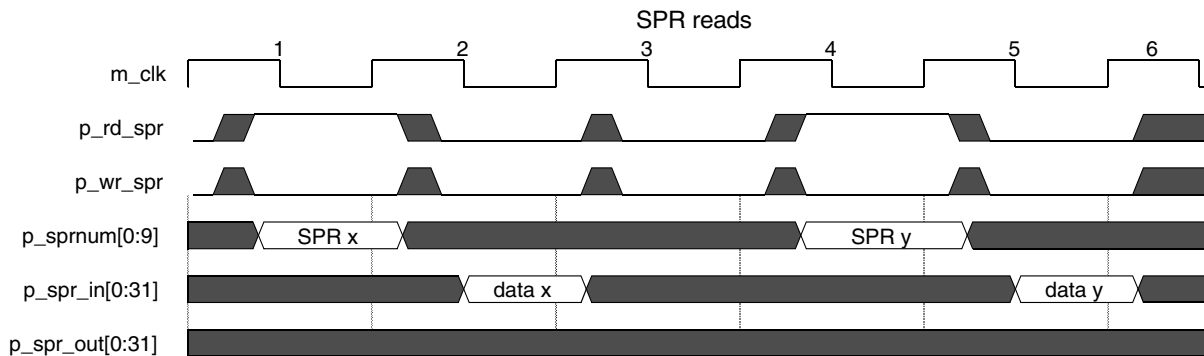 SPR reads
1 2 3 4 5 6
m_clk
p_rd_spr
p_wr_spr
p_sprnum[0:9] SPR x SPR y
p_spr_in[0:31] data x data y
p_spr_out[0:31]